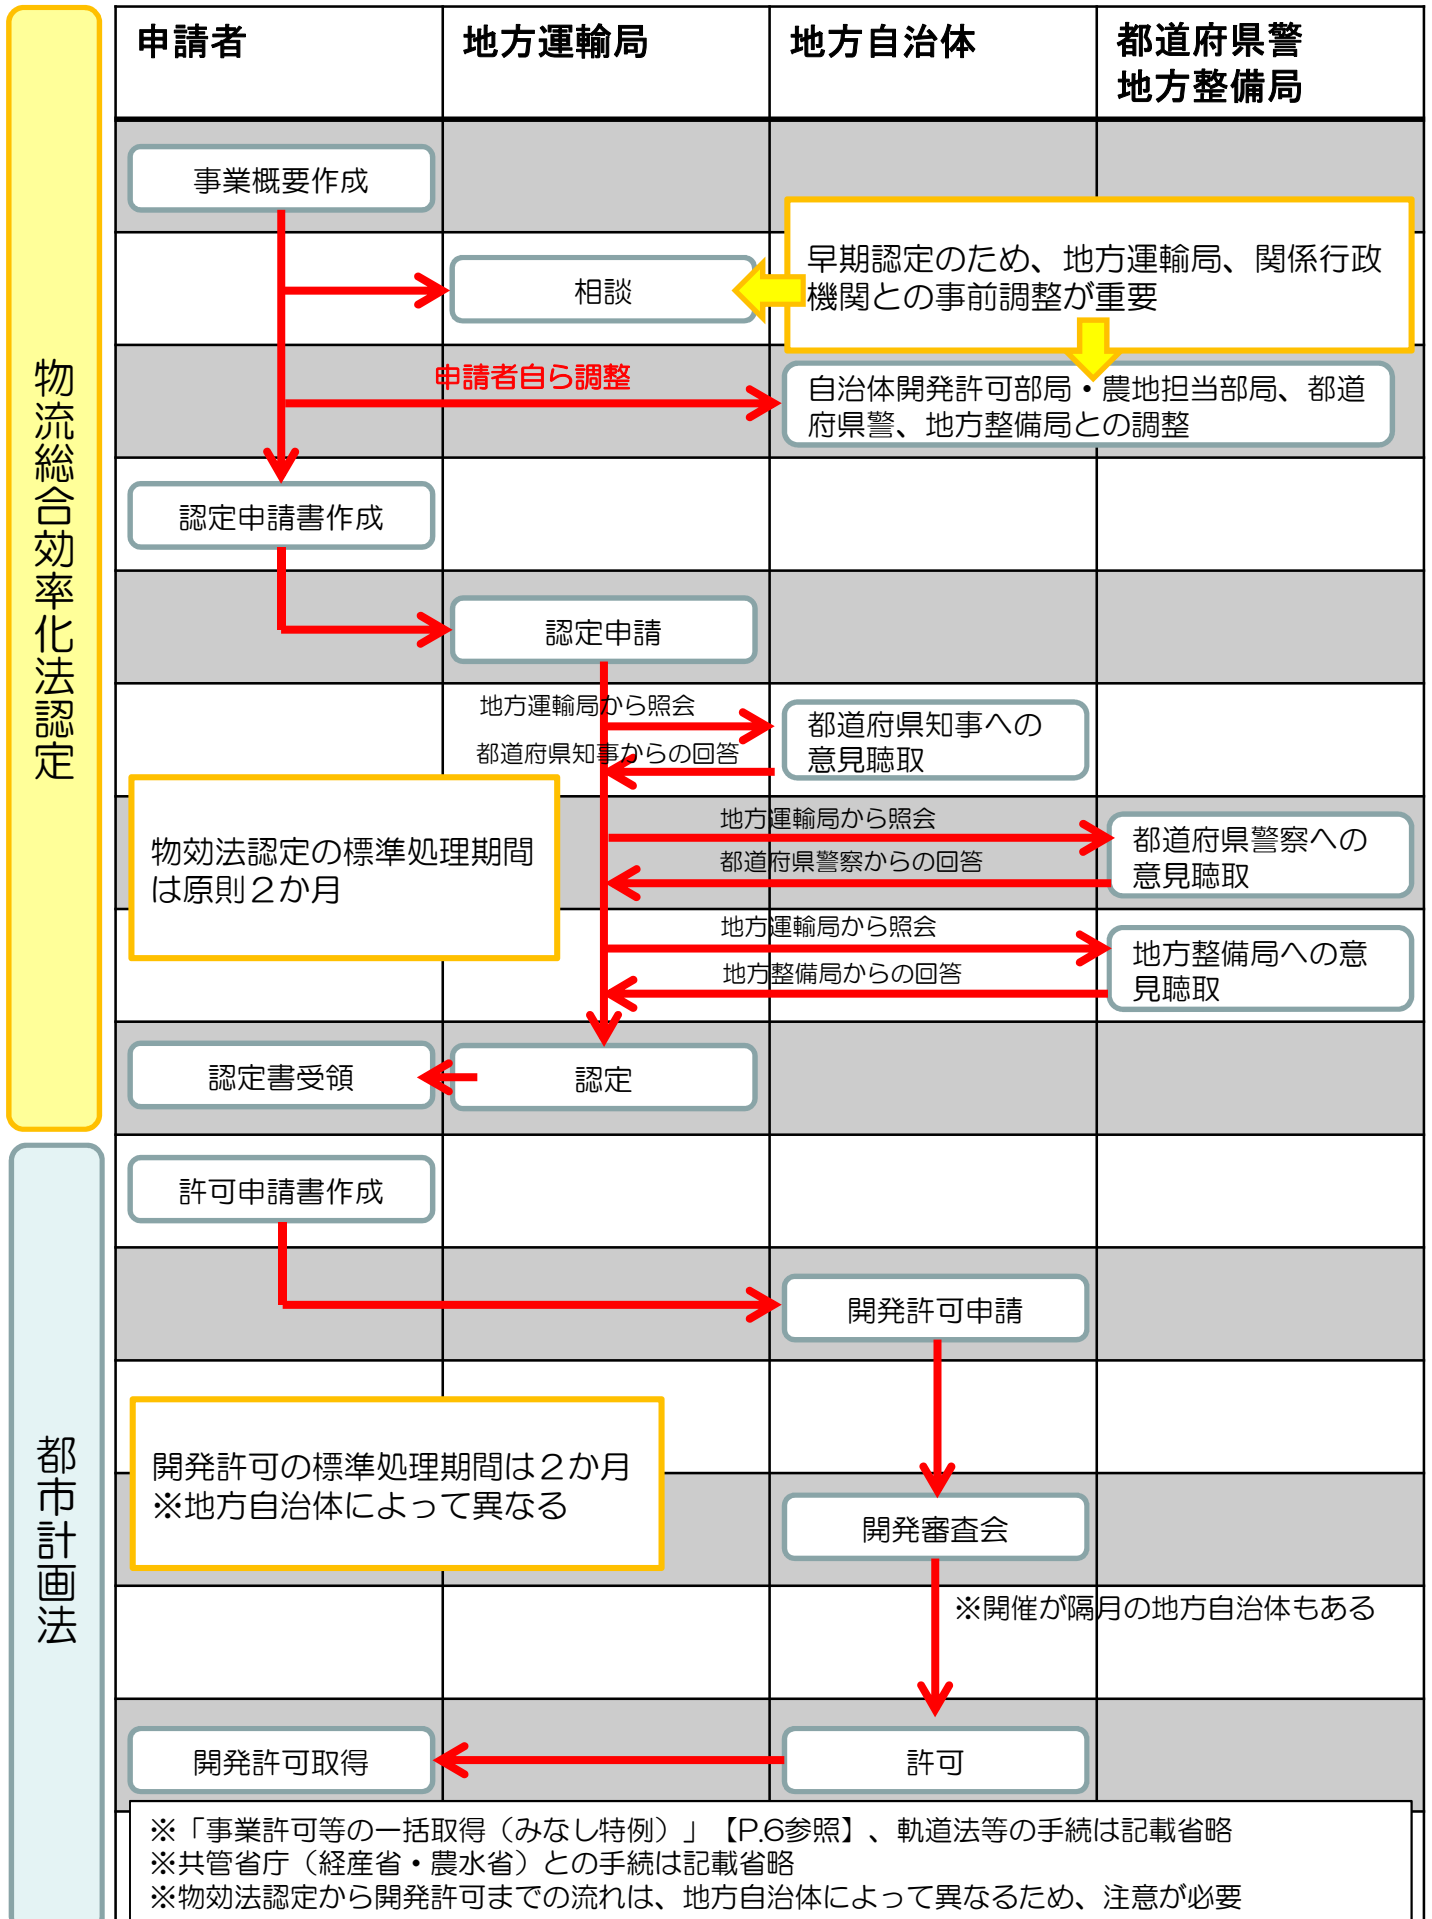 申請者
地方運輸局
地方自治体
都道府県警
地方整備局
物流総合効率化法認定
事業概要作成
早期認定のため、地方運輸局、関係行政
機関との事前調整が重要
相談
申請者自ら調整
自治体開発許可部局・農地担当部局、都道
府県警、地方整備局との調整
認定申請書作成
認定申請
地方運輸局から照会
都道府県知事からの回答
都道府県知事への
意見聴取
物効法認定の標準処理期間
は原則２か月
地方運輸局から照会
都道府県警察からの回答
都道府県警察への
意見聴取
地方運輸局から照会
地方整備局からの回答
地方整備局への意
見聴取
認定書受領
認定
都市計画法
許可申請書作成
開発許可申請
開発許可の標準処理期間は２か月
※地方自治体によって異なる
開発審査会
※開催が隔月の地方自治体もある
開発許可取得
許可
※「事業許可等の一括取得（みなし特例）」【P.6参照】、軌道法等の手続は記載省略
※共管省庁（経産省・農水省）との手続は記載省略
※物効法認定から開発許可までの流れは、地方自治体によって異なるため、注意が必要